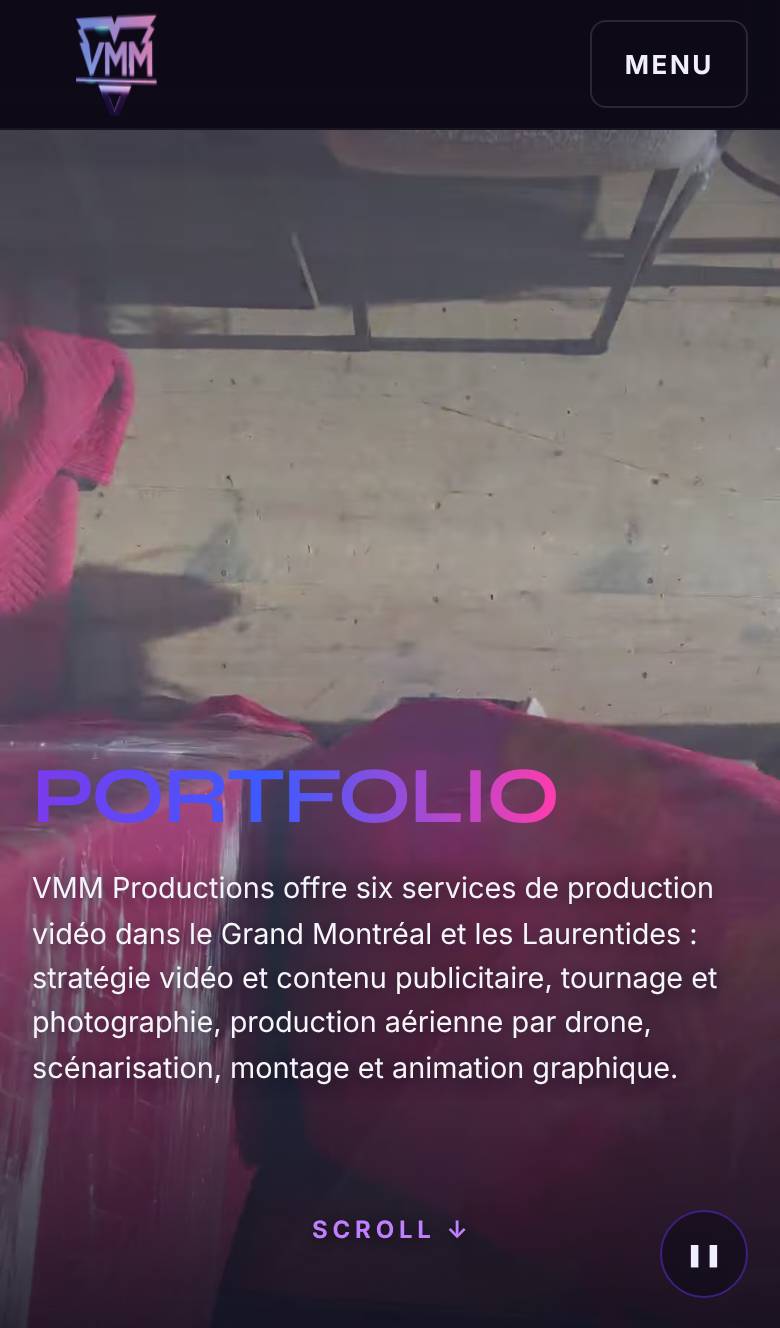 VMM
MENU
PORTFOLIO
VMM Productions offre six services de production
vidéo dans le Grand Montréal et les Laurentides :
stratégie vidéo et contenu publicitaire, tournage et
photographie, production aérienne par drone,
scénarisation, montage et animation graphique.
SCROLL ↓